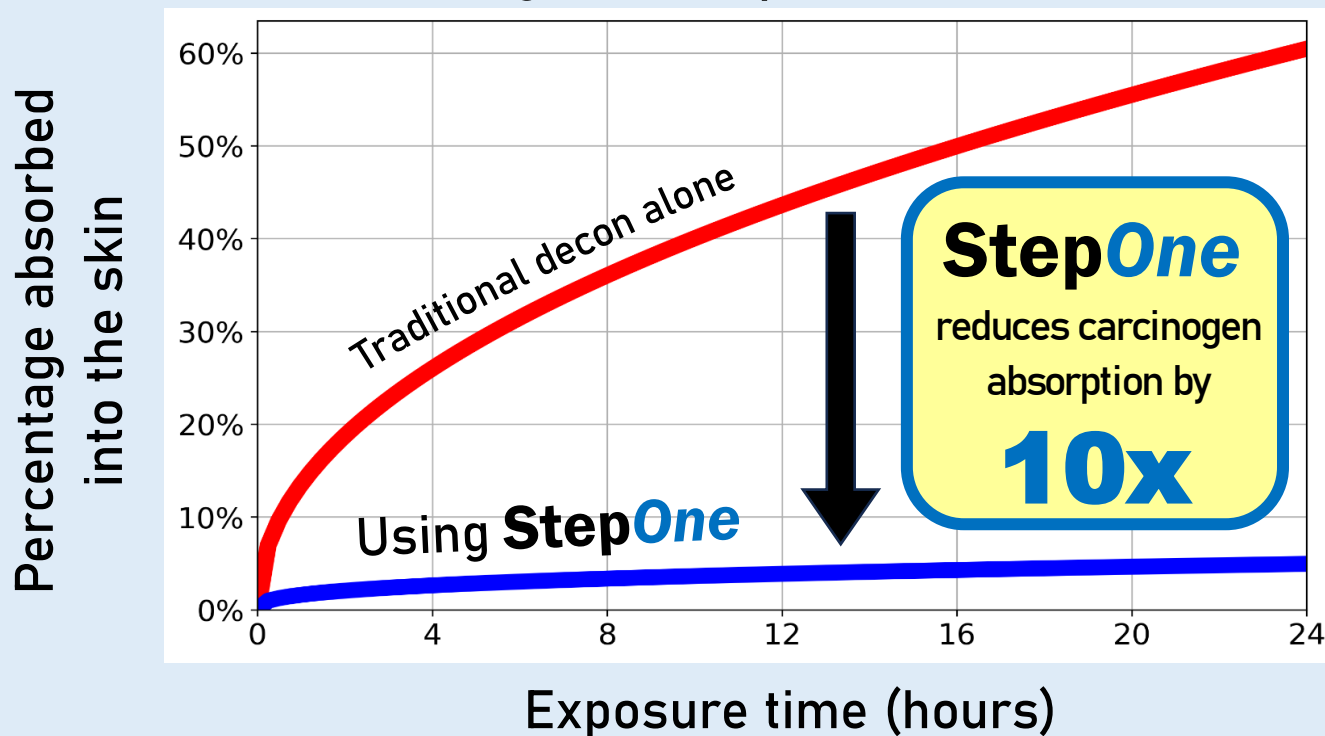 Percentage absorbed
into the skin
60%
50%
40%
30%
20%
10%
0%
Traditional decon alone
Using StepOne
StepOne
reduces carcinogen
absorption by
10x
0 4 8 12 16 20 24
Exposure time (hours)